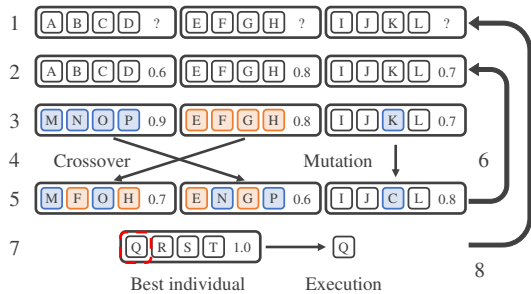 1 A B C D ? E F G H ? I J K L ?
2 A B C D 0.6 E F G H 0.8 I J K L 0.7
3 M N O P 0.9 E F G H 0.8 I J K L 0.7
4 Crossover Mutation 6
5 M F O H 0.7 E N G P 0.6 I J C L 0.8
7 Q R S T 1.0 Q
8
Best individual Execution